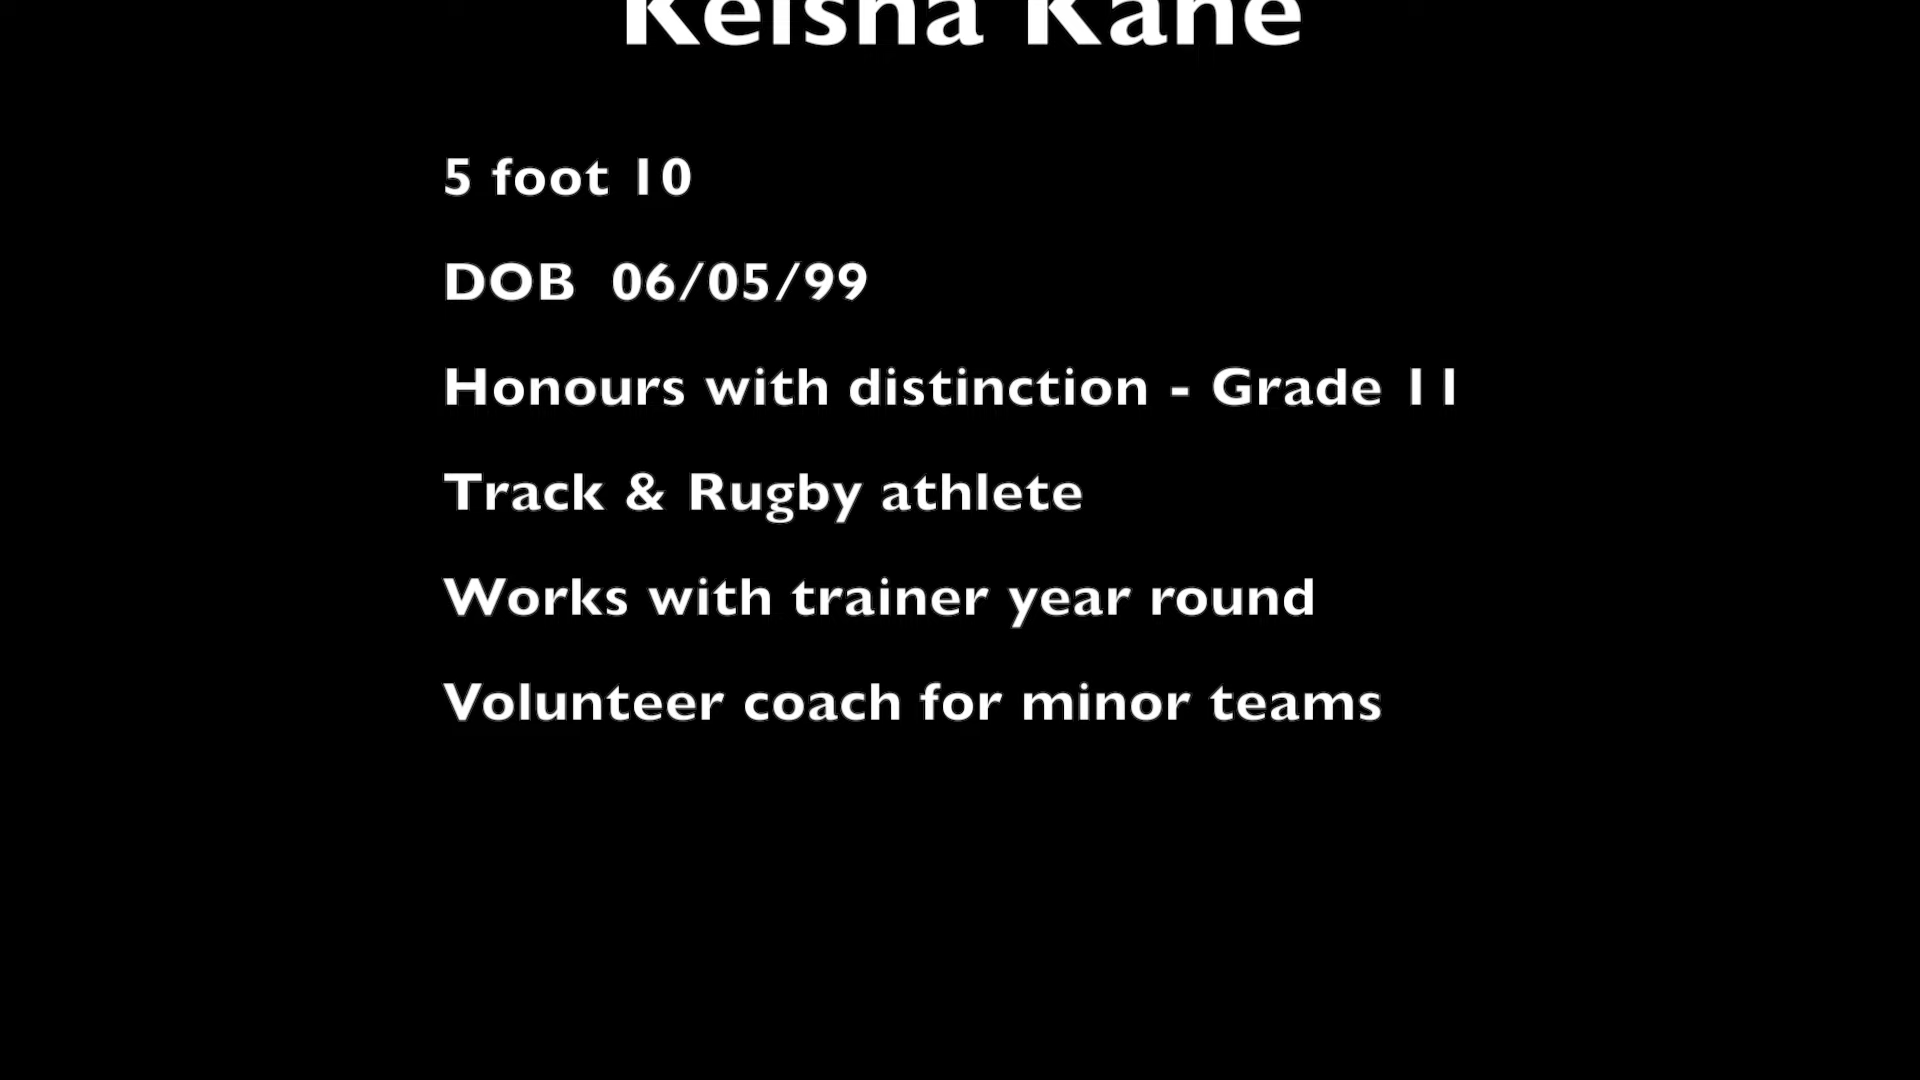 Keisha Kane
5 foot 10
DOB  06/05/99
Honours with distinction - Grade 11
Track & Rugby athlete
Works with trainer year round
Volunteer coach for minor teams